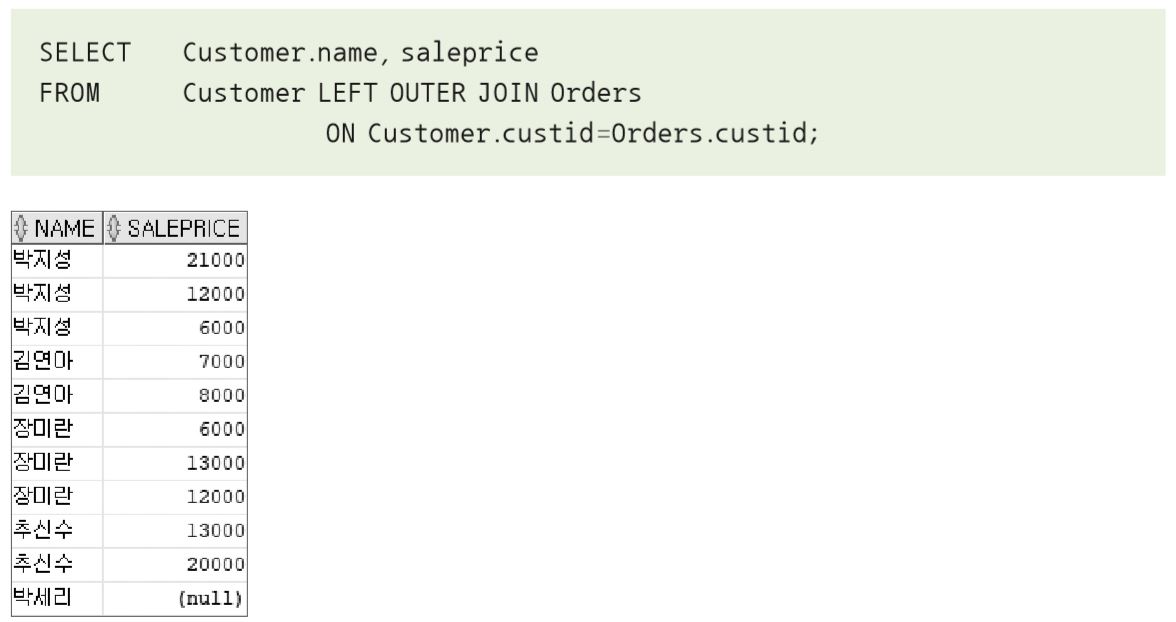 SELECT Customer.name, saleprice
FROM Customer LEFT OUTER JOIN Orders
ON Customer.custid=Orders.custid;
NAME SALEPRICE
박지성 21000
박지성 12000
박지성 6000
김연아 7000
김연아 8000
장미란 6000
장미란 13000
장미란 12000
추신수 13000
추신수 20000
박세리 (null)